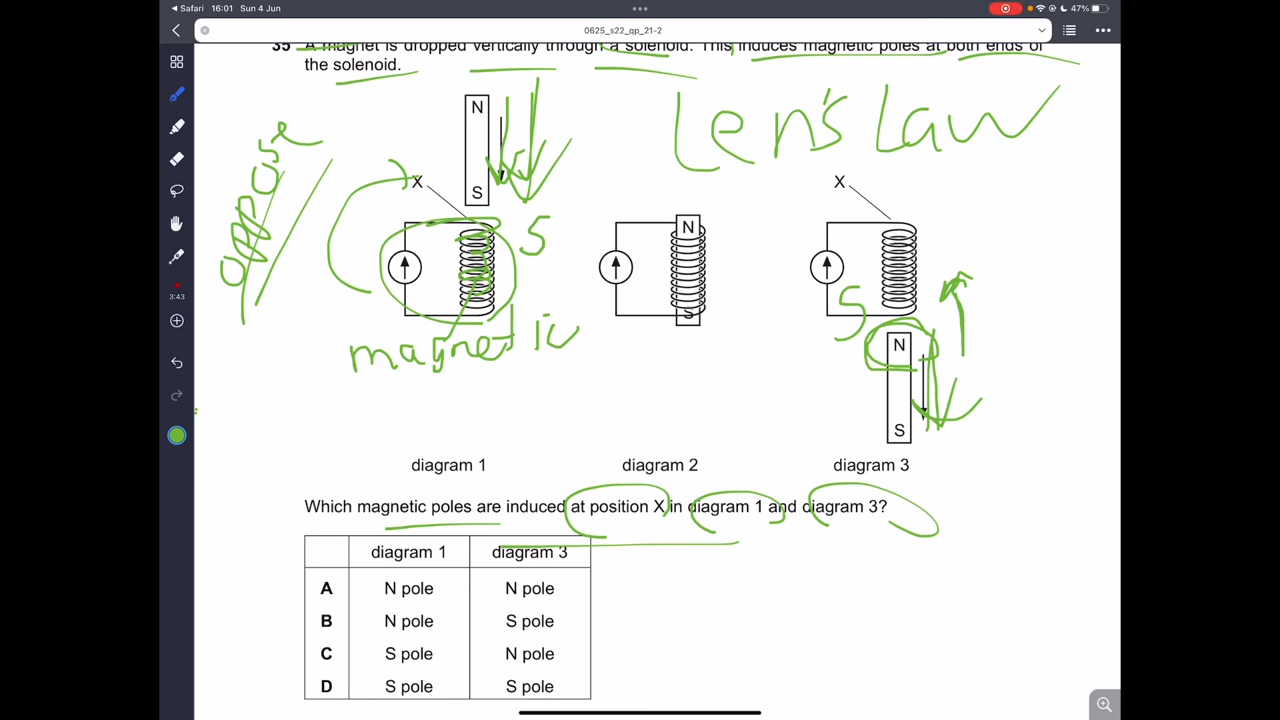 Safari 16:01 Sun 4 Jun 47%
0625_s22_qp_21-2
35 A magnet is dropped vertically through a solenoid. This induces magnetic poles at both ends of
the solenoid.
Len's Law
oppose
N
S
X
X
S
N
S
S
N
S
magnetic
3:43
diagram 1 diagram 2 diagram 3
Which magnetic poles are induced at position X in diagram 1 and diagram 3?
diagram 1 diagram 3
A N pole N pole
B N pole S pole
C S pole N pole
D S pole S pole